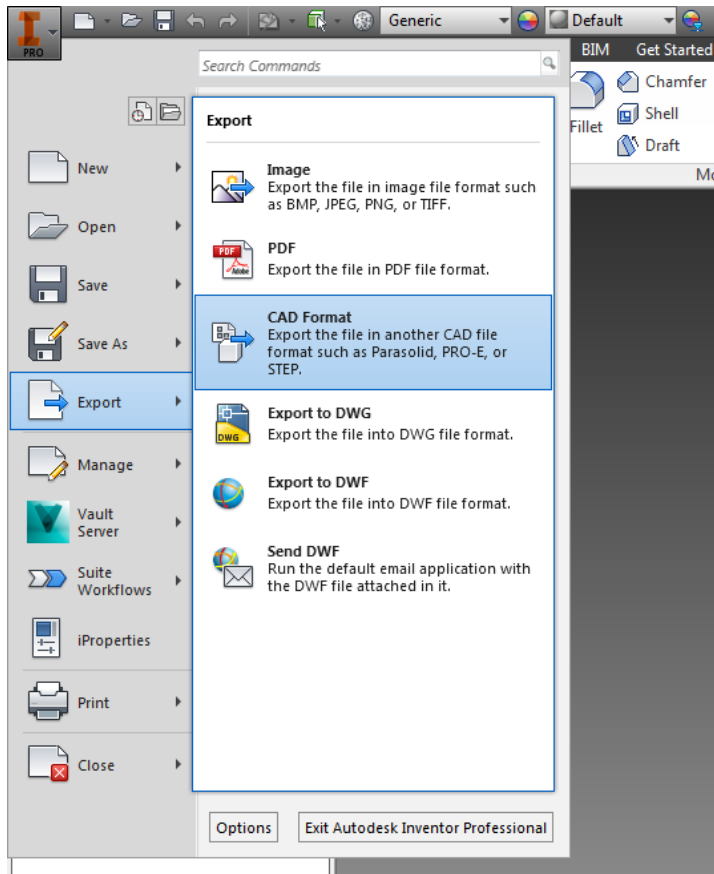 PRO
Generic
Default
BIM
Get Started
Search Commands
Chamfer
Shell
Fillet
Draft
Export
New
Open
Save
Save As
Export
Manage
Vault
Server
Suite
Workflows
iProperties
Print
Close
Image
Export the file in image file format such
as BMP, JPEG, PNG, or TIFF.
PDF
Adobe
PDF
Export the file in PDF file format.
CAD Format
Export the file in another CAD file
format such as Parasolid, PRO-E, or
STEP.
DWG
Export to DWG
Export the file into DWG file format.
Export to DWF
Export the file into DWF file format.
Send DWF
Run the default email application with
the DWF file attached in it.
Options
Exit Autodesk Inventor Professional